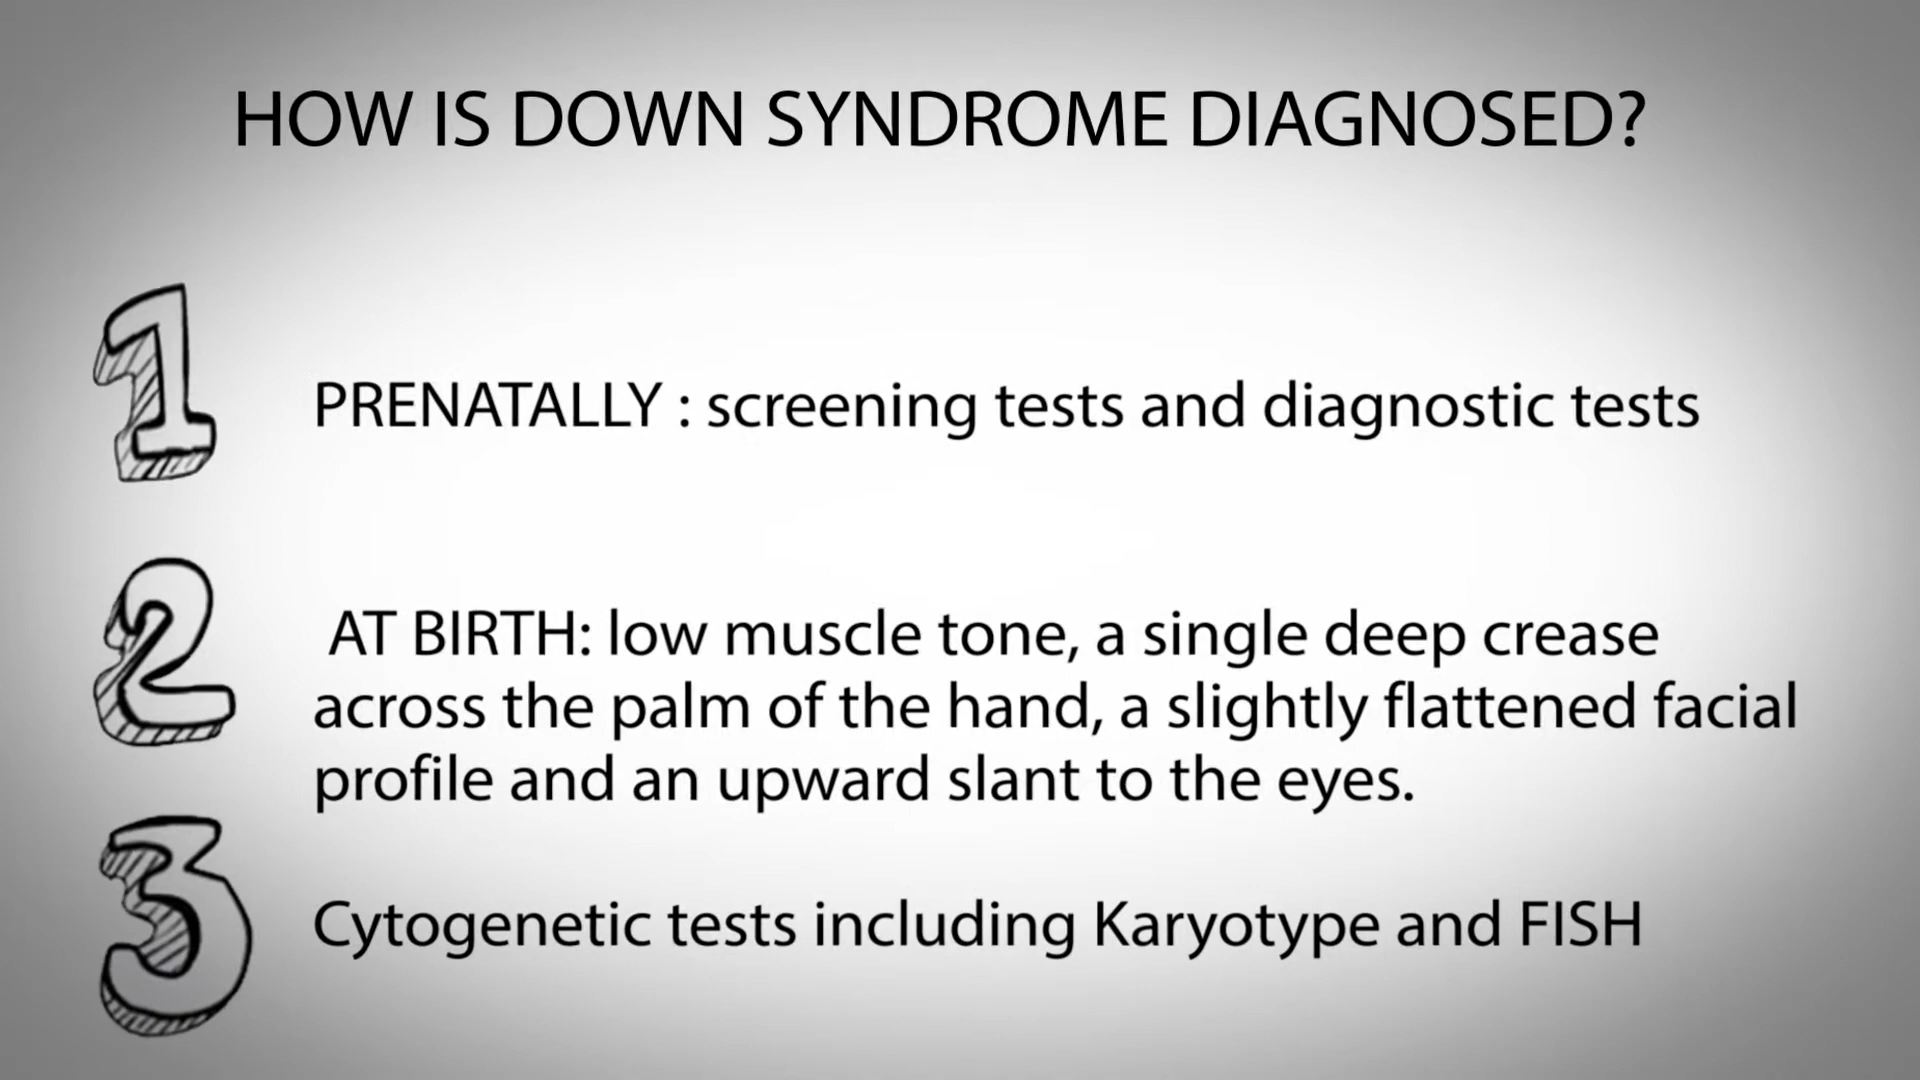 HOW IS DOWN SYNDROME DIAGNOSED?
1
PRENATALLY : screening tests and diagnostic tests
2
AT BIRTH: low muscle tone, a single deep crease
across the palm of the hand, a slightly flattened facial
profile and an upward slant to the eyes.
3
Cytogenetic tests including Karyotype and FISH